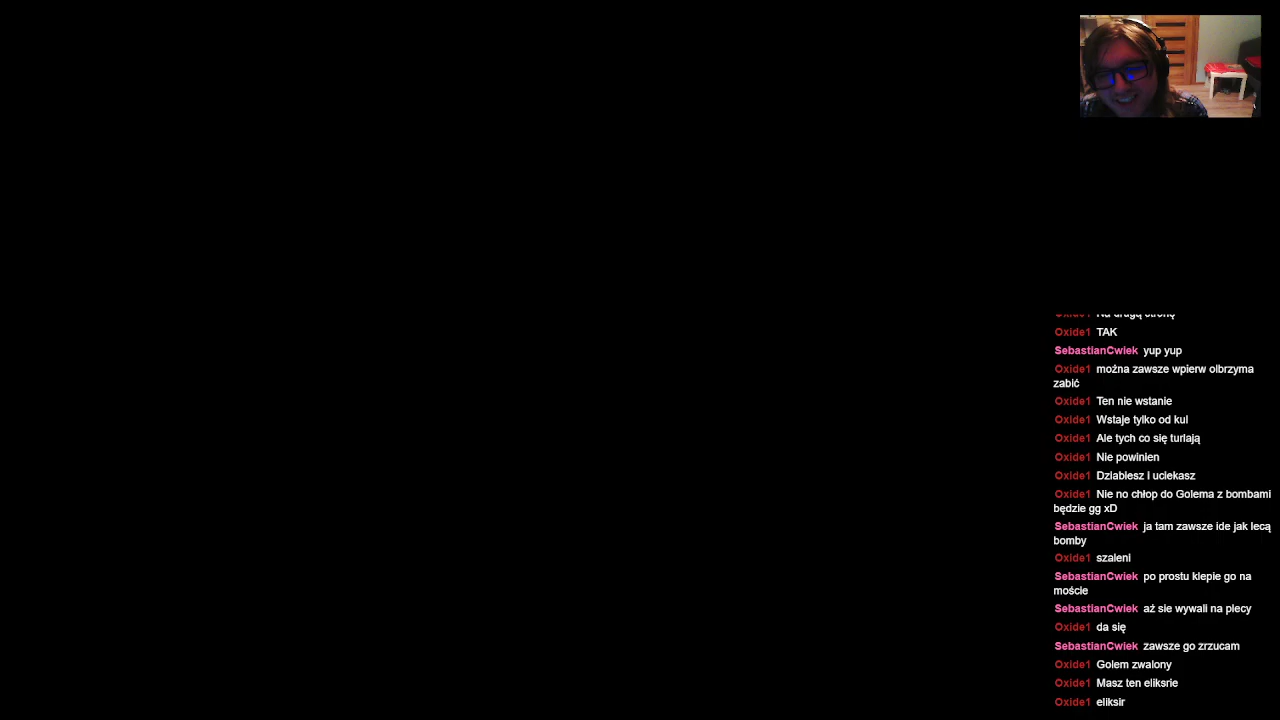 Oxide1 Na drugą stronę
Oxide1 TAK
SebastianCwiek yup yup
Oxide1 można zawsze wpierw olbrzyma
zabić
Oxide1 Ten nie wstanie
Oxide1 Wstaje tylko od kul
Oxide1 Ale tych co się turlają
Oxide1 Nie powinien
Oxide1 Dziabiesz i uciekasz
Oxide1 Nie no chłop do Golema z bombami
będzie gg xD
SebastianCwiek ja tam zawsze ide jak lecą
bomby
Oxide1 szaleni
SebastianCwiek po prostu klepie go na
moście
SebastianCwiek aż sie wywali na plecy
Oxide1 da się
SebastianCwiek zawsze go zrzucam
Oxide1 Golem zwalony
Oxide1 Masz ten eliksrie
Oxide1 eliksir